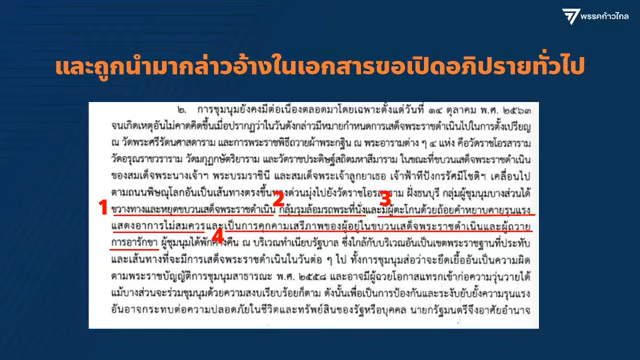 พรรคก้าวไกล
และถูกนำมากล่าวอ้างในเอกสารขอเปิดอภิปรายทั่วไป
๒. การชุมนุมยังคงมีต่อเนื่องตลอดมาโดยเฉพาะตั้งแต่วันที่ ๑๔ ตุลาคม พ.ศ. ๒๕๖๓
จนเกิดเหตุอันไม่คาดคิดขึ้นเมื่อปรากฏว่าในวันดังกล่าวมีหมายกำหนดการเสด็จพระราชดำเนินไปในการตั้งเปรียญ
ณ วัดพระศรีรัตนศาสดาราม และการพระราชพิธีถวายผ้าพระกฐิน ณ พระอารามต่าง ๆ ๔ แห่ง คือวัดราชโอรสาราม
วัดอรุณราชวราราม วัดมกุฏกษัตริยาราม และวัดราชประดิษฐ์สถิตมหาสีมาราม ในขณะที่ขบวนเสด็จพระราชดำเนิน
ของสมเด็จพระนางเจ้าฯ พระบรมราชินี และสมเด็จพระเจ้าลูกยาเธอ เจ้าฟ้าทีปังกรรัศมีโชติฯ เคลื่อนไป
ตามถนนพิษณุโลกอันเป็นเส้นทางตรงขึ้นทางด่วนมุ่งไปยังวัดราชโอรสาราม ฝั่งธนบุรี กลุ่มผู้ชุมนุมบางส่วนได้
1 ขวางทางและหยุดขบวนเสด็จพระราชดำเนิน 2 กลุ้มรุมล้อมรถพระที่นั่งและ 3 มีผู้ตะโกนด้วยถ้อยคำหยาบคายรุนแรง
แสดงอาการไม่สมควร 4 และเป็นการคุกคามเสรีภาพของผู้อยู่ในขบวนเสด็จพระราชดำเนินและผู้ถวาย
การอารักขา ผู้ชุมนุมได้พักค้างคืน ณ บริเวณทำเนียบรัฐบาล ซึ่งใกล้กับบริเวณอันเป็นเขตพระราชฐานที่ประทับ
และเส้นทางที่จะมีการเสด็จพระราชดำเนินในวันต่อ ๆ ไป ทั้งการชุมนุมส่อว่าจะยืดเยื้ออันเป็นความผิด
ตามพระราชบัญญัติการชุมนุมสาธารณะ พ.ศ. ๒๕๕๘ และอาจมีผู้ฉวยโอกาสแทรกเข้าก่อความวุ่นวายได้
แม้บางส่วนจะร่วมชุมนุมด้วยความสงบเรียบร้อยก็ตาม ดังนั้นเพื่อเป็นการป้องกันและระงับยับยั้งความรุนแรง
อันอาจกระทบต่อความปลอดภัยในชีวิตและทรัพย์สินของรัฐหรือบุคคล นายกรัฐมนตรีจึงอาศัยอำนาจ